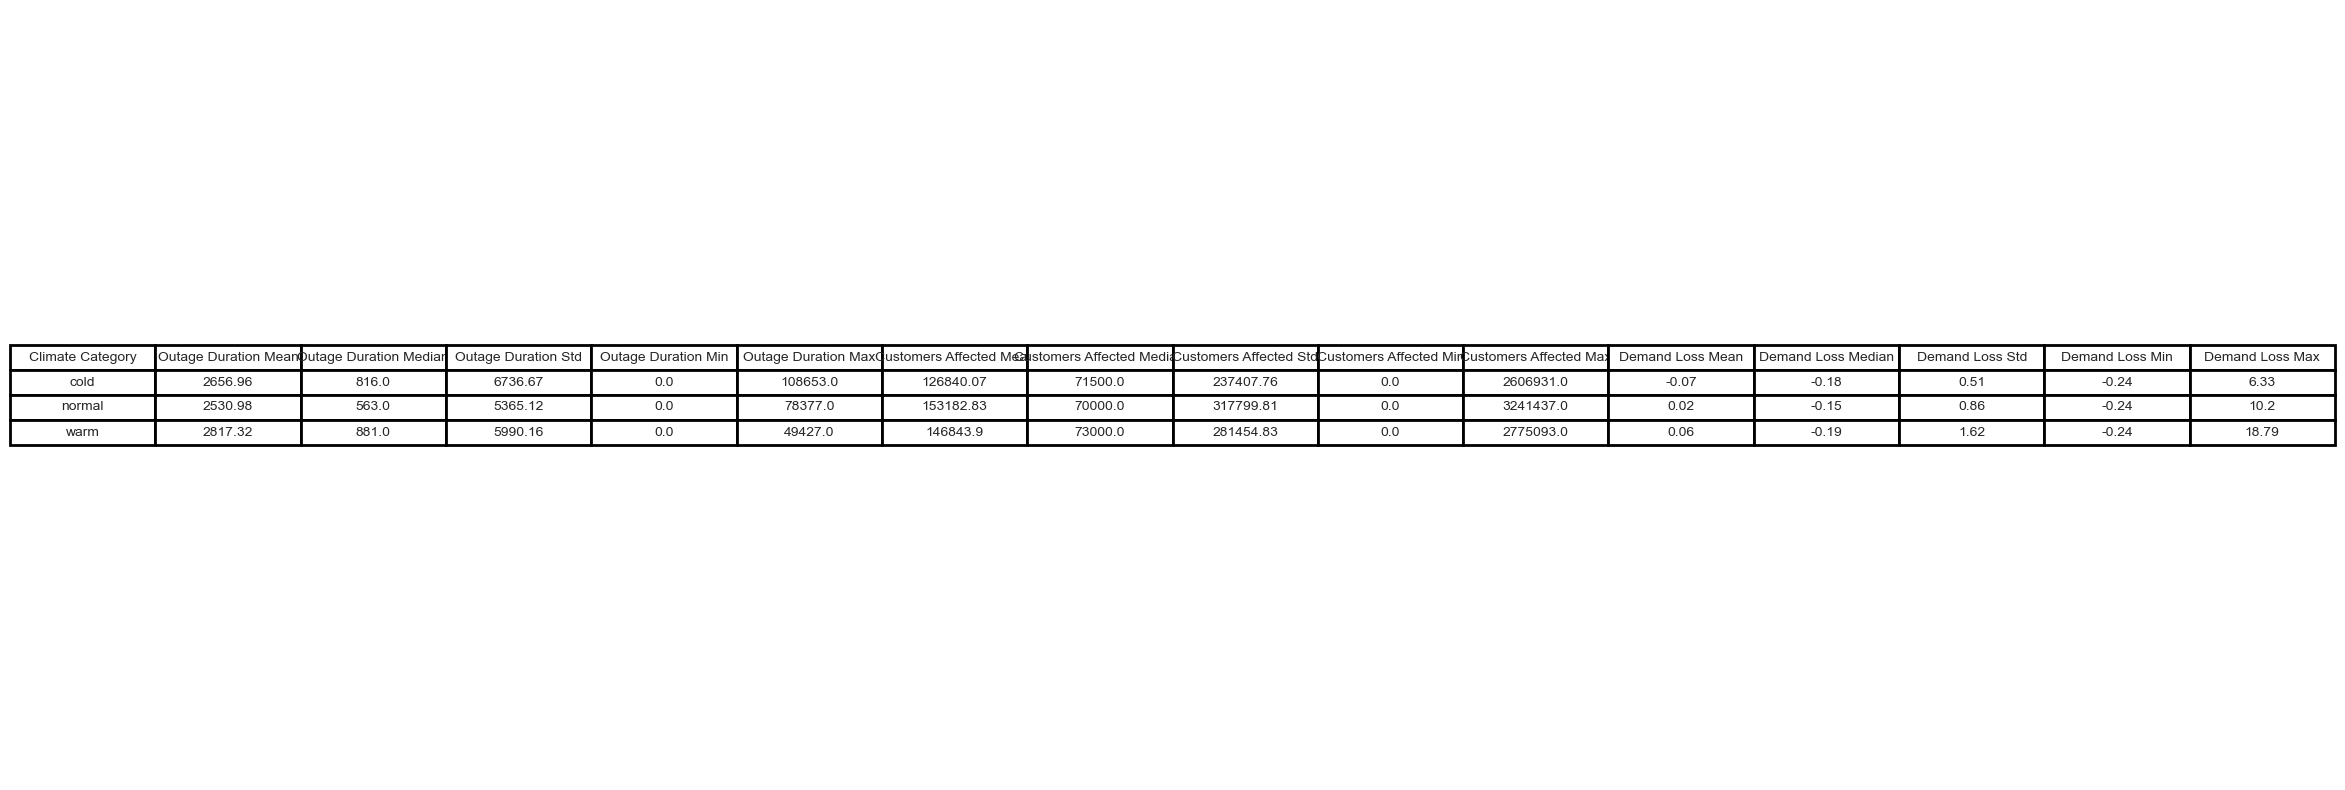 Climate Category Outage Duration Mean Outage Duration Median Outage Duration Std Outage Duration Min Outage Duration Max Customers Affected Mean Customers Affected Median Customers Affected Std Customers Affected Min Customers Affected Max Demand Loss Mean Demand Loss Median Demand Loss Std Demand Loss Min Demand Loss Max
cold 2656.96 816.0 6736.67 0.0 108653.0 126840.07 71500.0 237407.76 0.0 2606931.0 -0.07 -0.18 0.51 -0.24 6.33
normal 2530.98 563.0 5365.12 0.0 78377.0 153182.83 70000.0 317799.81 0.0 3241437.0 0.02 -0.15 0.86 -0.24 10.2
warm 2817.32 881.0 5990.16 0.0 49427.0 146843.9 73000.0 281454.83 0.0 2775093.0 0.06 -0.19 1.62 -0.24 18.79